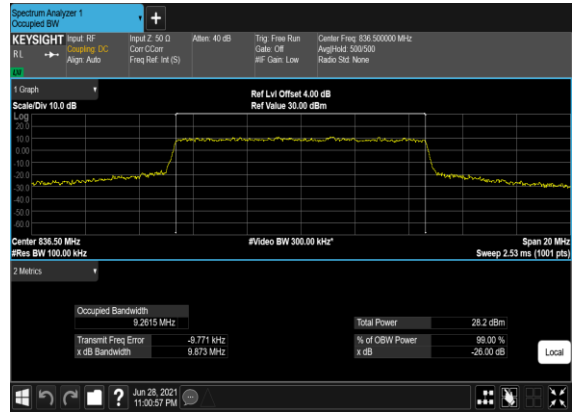 Spectrum Analyzer 1
Occupied BW
+
KEYSIGHT Input: RF Input Z: 50 Ω Atten: 40 dB Trig: Free Run Center Freq: 836.500000 MHz
RL Coupling: DC Corr CCorr Gate: Off Avg|Hold: 500/500
Align: Auto Freq Ref: Int (S) #IF Gain: Low Radio Std: None
1 Graph Ref Lvl Offset 4.00 dB
Scale/Div 10.0 dB Ref Value 30.00 dBm
Log
20.0
10.0
0.00
-10.0
-20.0
-30.0
-40.0
-50.0
-60.0
Center 836.50 MHz #Video BW 300.00 kHz* Span 20 MHz
#Res BW 100.00 kHz Sweep 2.53 ms (1001 pts)
2 Metrics
Occupied Bandwidth
9.2615 MHz Total Power 28.2 dBm
Transmit Freq Error -9.771 kHz % of OBW Power 99.00 %
x dB Bandwidth 9.873 MHz x dB -26.00 dB
Local
? Jun 28, 2021
11:00:57 PM